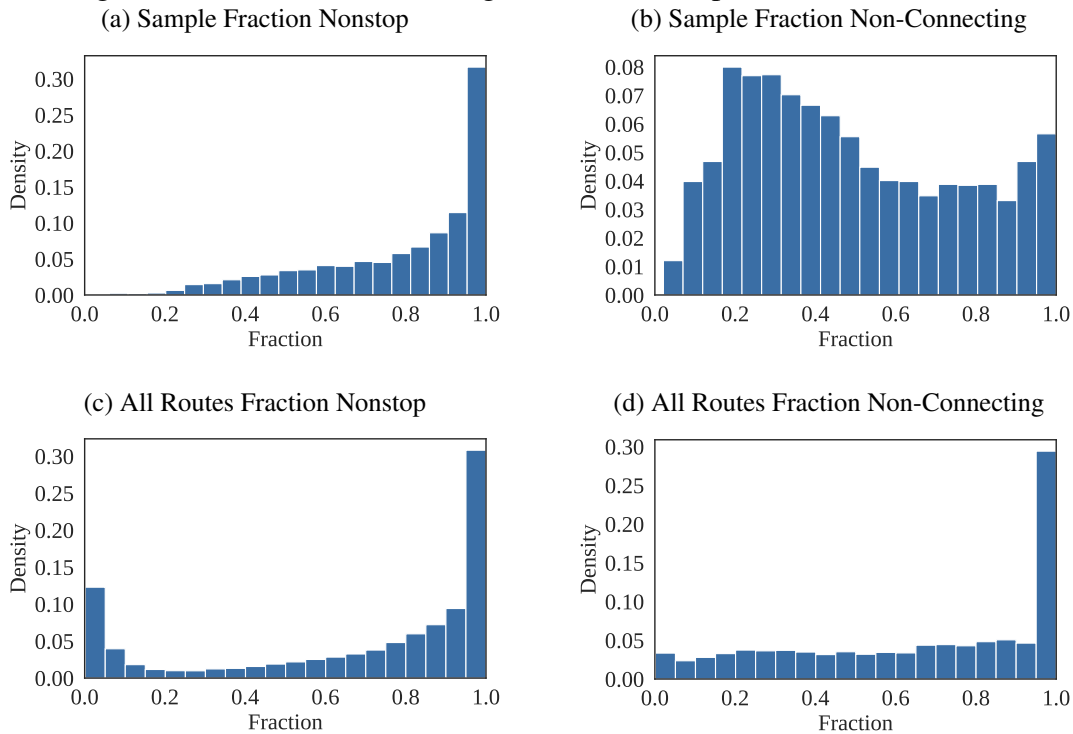 (a) Sample Fraction Nonstop
(b) Sample Fraction Non-Connecting
0.30
0.25
0.20
0.15
0.10
0.05
0.00
Density
0.0 0.2 0.4 0.6 0.8 1.0
Fraction
0.08
0.07
0.06
0.05
0.04
0.03
0.02
0.01
0.00
Density
0.0 0.2 0.4 0.6 0.8 1.0
Fraction
(c) All Routes Fraction Nonstop
(d) All Routes Fraction Non-Connecting
0.30
0.25
0.20
0.15
0.10
0.05
0.00
Density
0.0 0.2 0.4 0.6 0.8 1.0
Fraction
0.30
0.25
0.20
0.15
0.10
0.05
0.00
Density
0.0 0.2 0.4 0.6 0.8 1.0
Fraction